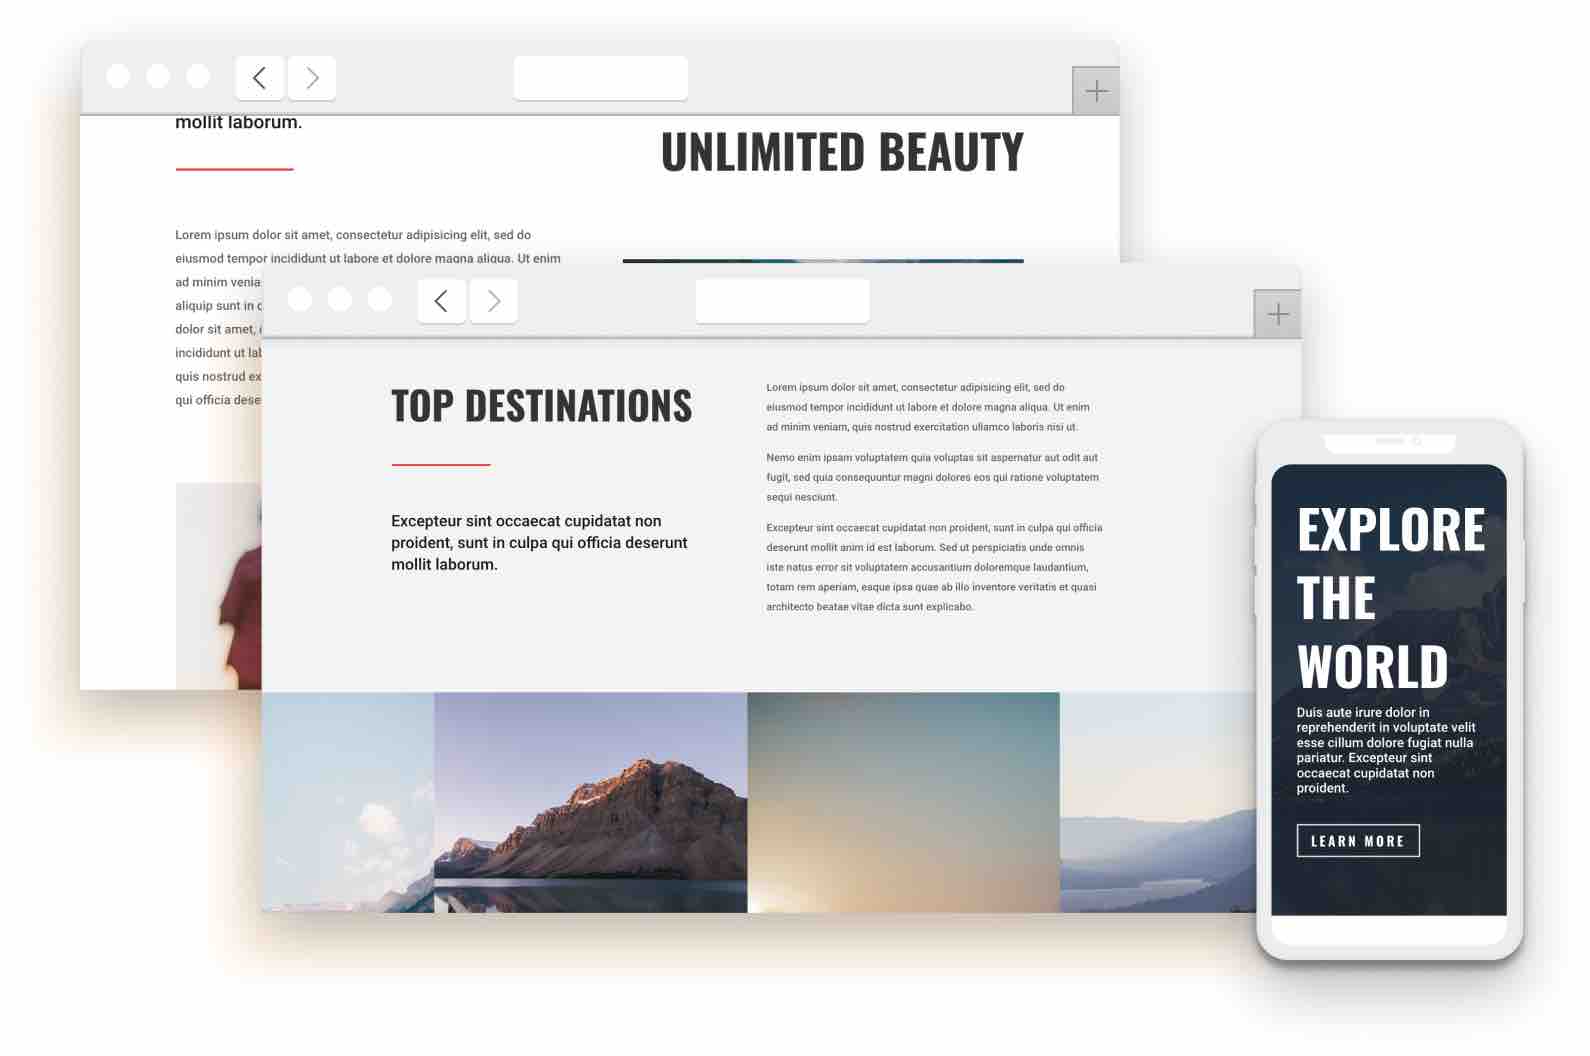 mollit laborum.
UNLIMITED BEAUTY
Lorem ipsum dolor sit amet, consectetur adipisicing elit, sed do
eiusmod tempor incididunt ut labore et dolore magna aliqua. Ut enim
ad minim venia
aliquip sunt in c
dolor sit amet,
incididunt ut lab
quis nostrud ex
qui officia dese
TOP DESTINATIONS
Excepteur sint occaecat cupidatat non
proident, sunt in culpa qui officia deserunt
mollit laborum.
Lorem ipsum dolor sit amet, consectetur adipisicing elit, sed do
eiusmod tempor incididunt ut labore et dolore magna aliqua. Ut enim
ad minim veniam, quis nostrud exercitation ullamco laboris nisi ut.
Nemo enim ipsam voluptatem quia voluptas sit aspernatur aut odit aut
fugit, sed quia consequuntur magni dolores eos qui ratione voluptatem
sequi nesciunt.
Excepteur sint occaecat cupidatat non proident, sunt in culpa qui officia
deserunt mollit anim id est laborum. Sed ut perspiciatis unde omnis
iste natus error sit voluptatem accusantium doloremque laudantium,
totam rem aperiam, eaque ipsa quae ab illo inventore veritatis et quasi
architecto beatae vitae dicta sunt explicabo.
EXPLORE
THE
WORLD
Duis aute irure dolor in
reprehenderit in voluptate velit
esse cillum dolore fugiat nulla
pariatur. Excepteur sint
occaecat cupidatat non
proident.
LEARN MORE